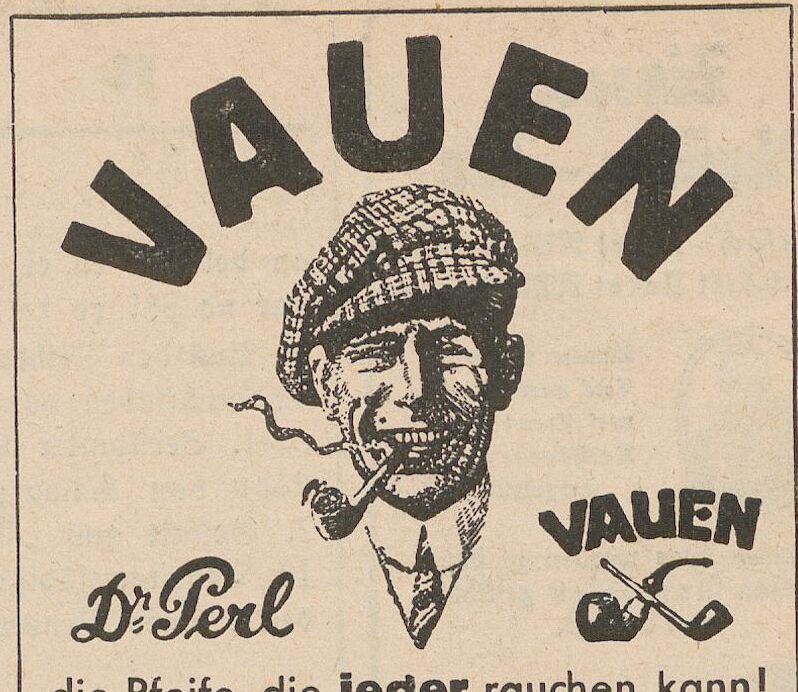 VAUEN
VAUEN
Dr. Perl
die Pfeife, die jeder rauchen kann!